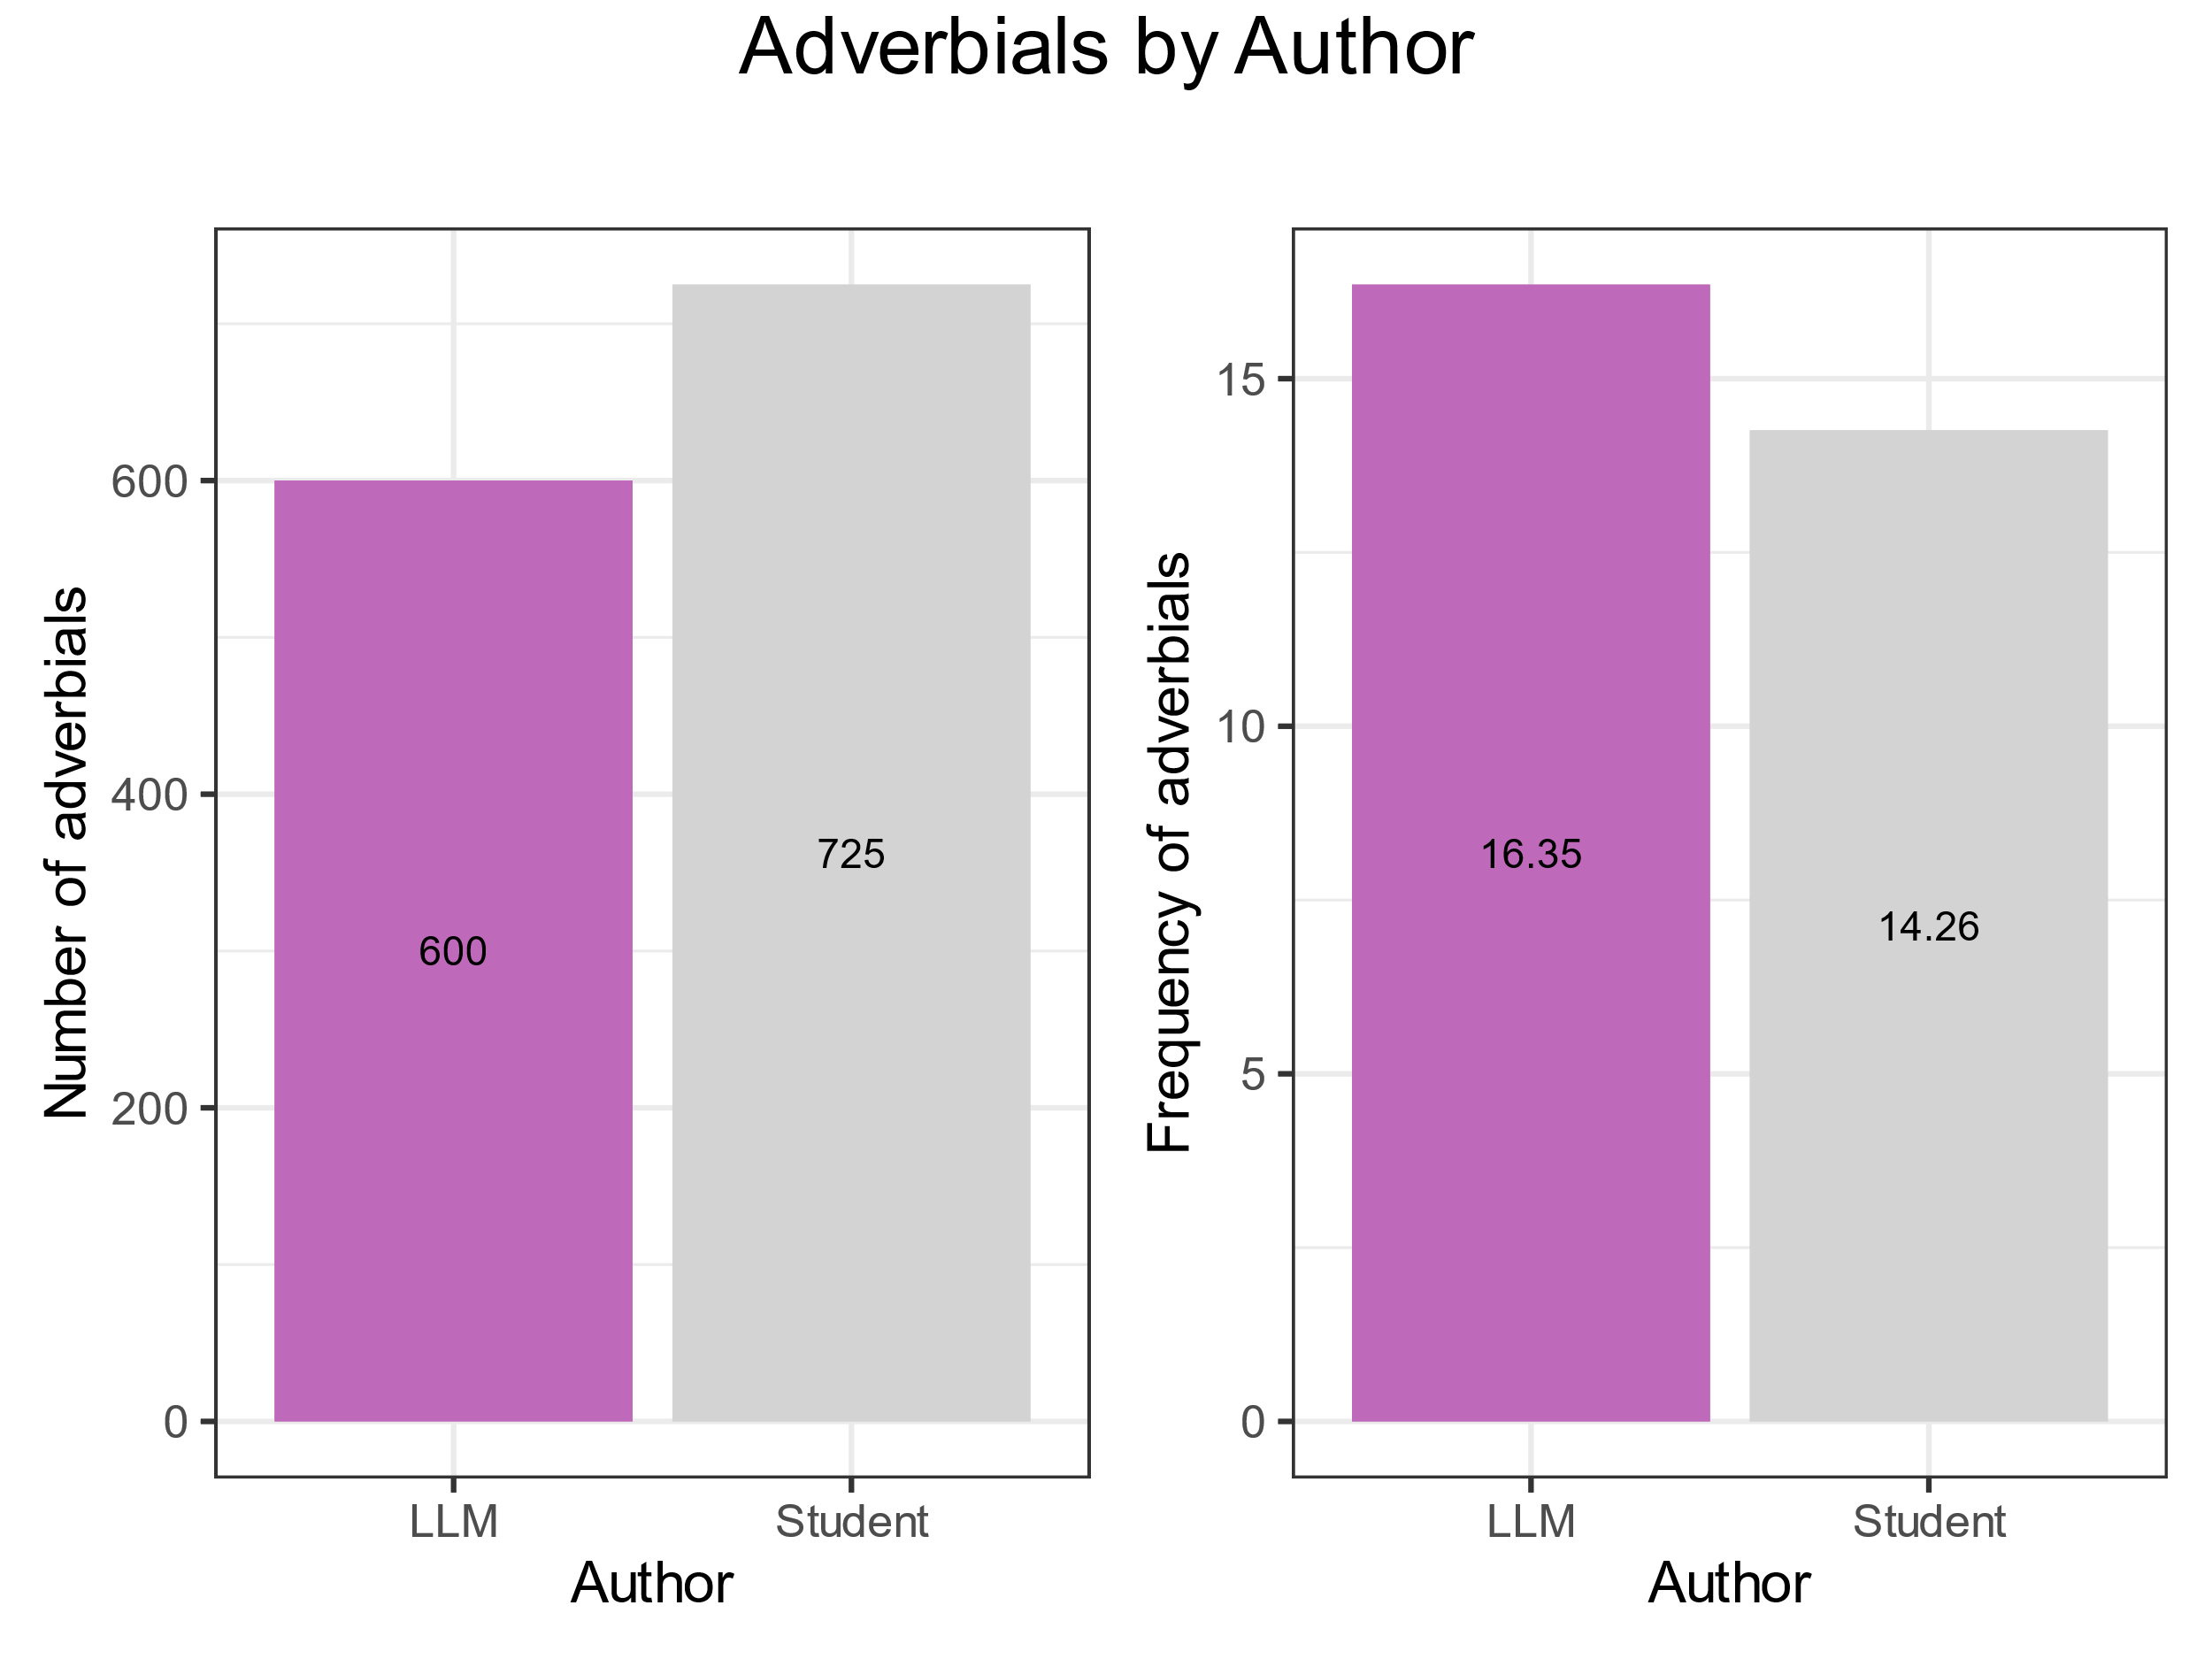 Adverbials by Author
Number of adverbials
600
400
200
0
600
725
LLM
Student
Author
Frequency of adverbials
15
10
5
0
16.35
14.26
LLM
Student
Author